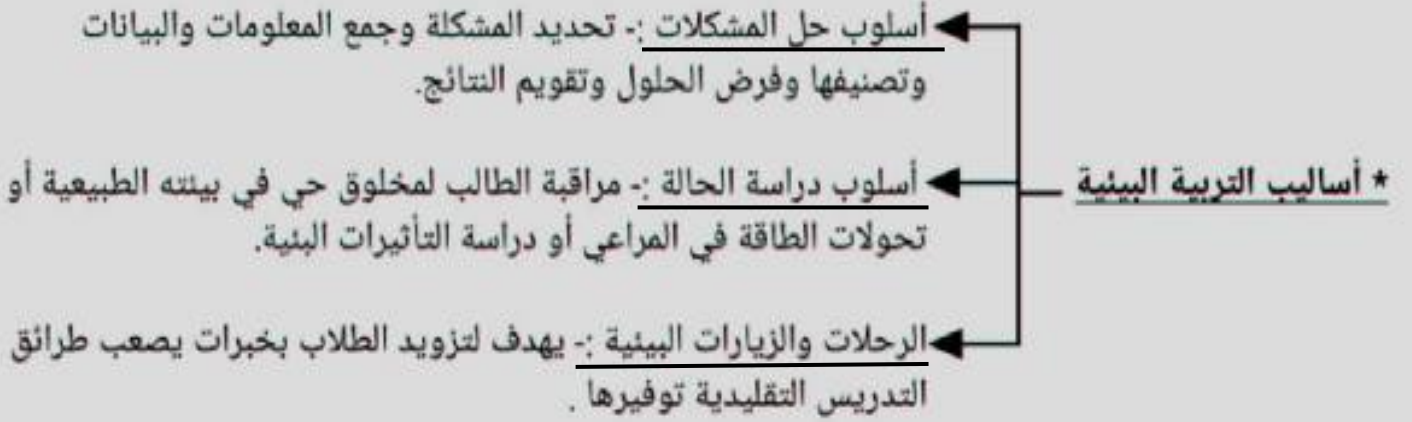 * أساليب التربية البيئية
أسلوب حل المشكلات :- تحديد المشكلة وجمع المعلومات والبيانات
وتصنيفها وفرض الحلول وتقويم النتائج.
أسلوب دراسة الحالة :- مراقبة الطالب لمخلوق حي في بيئته الطبيعية أو
تحولات الطاقة في المراعي أو دراسة التأثيرات البئية.
الرحلات والزيارات البيئية :- يهدف لتزويد الطلاب بخبرات يصعب طرائق
التدريس التقليدية توفيرها .